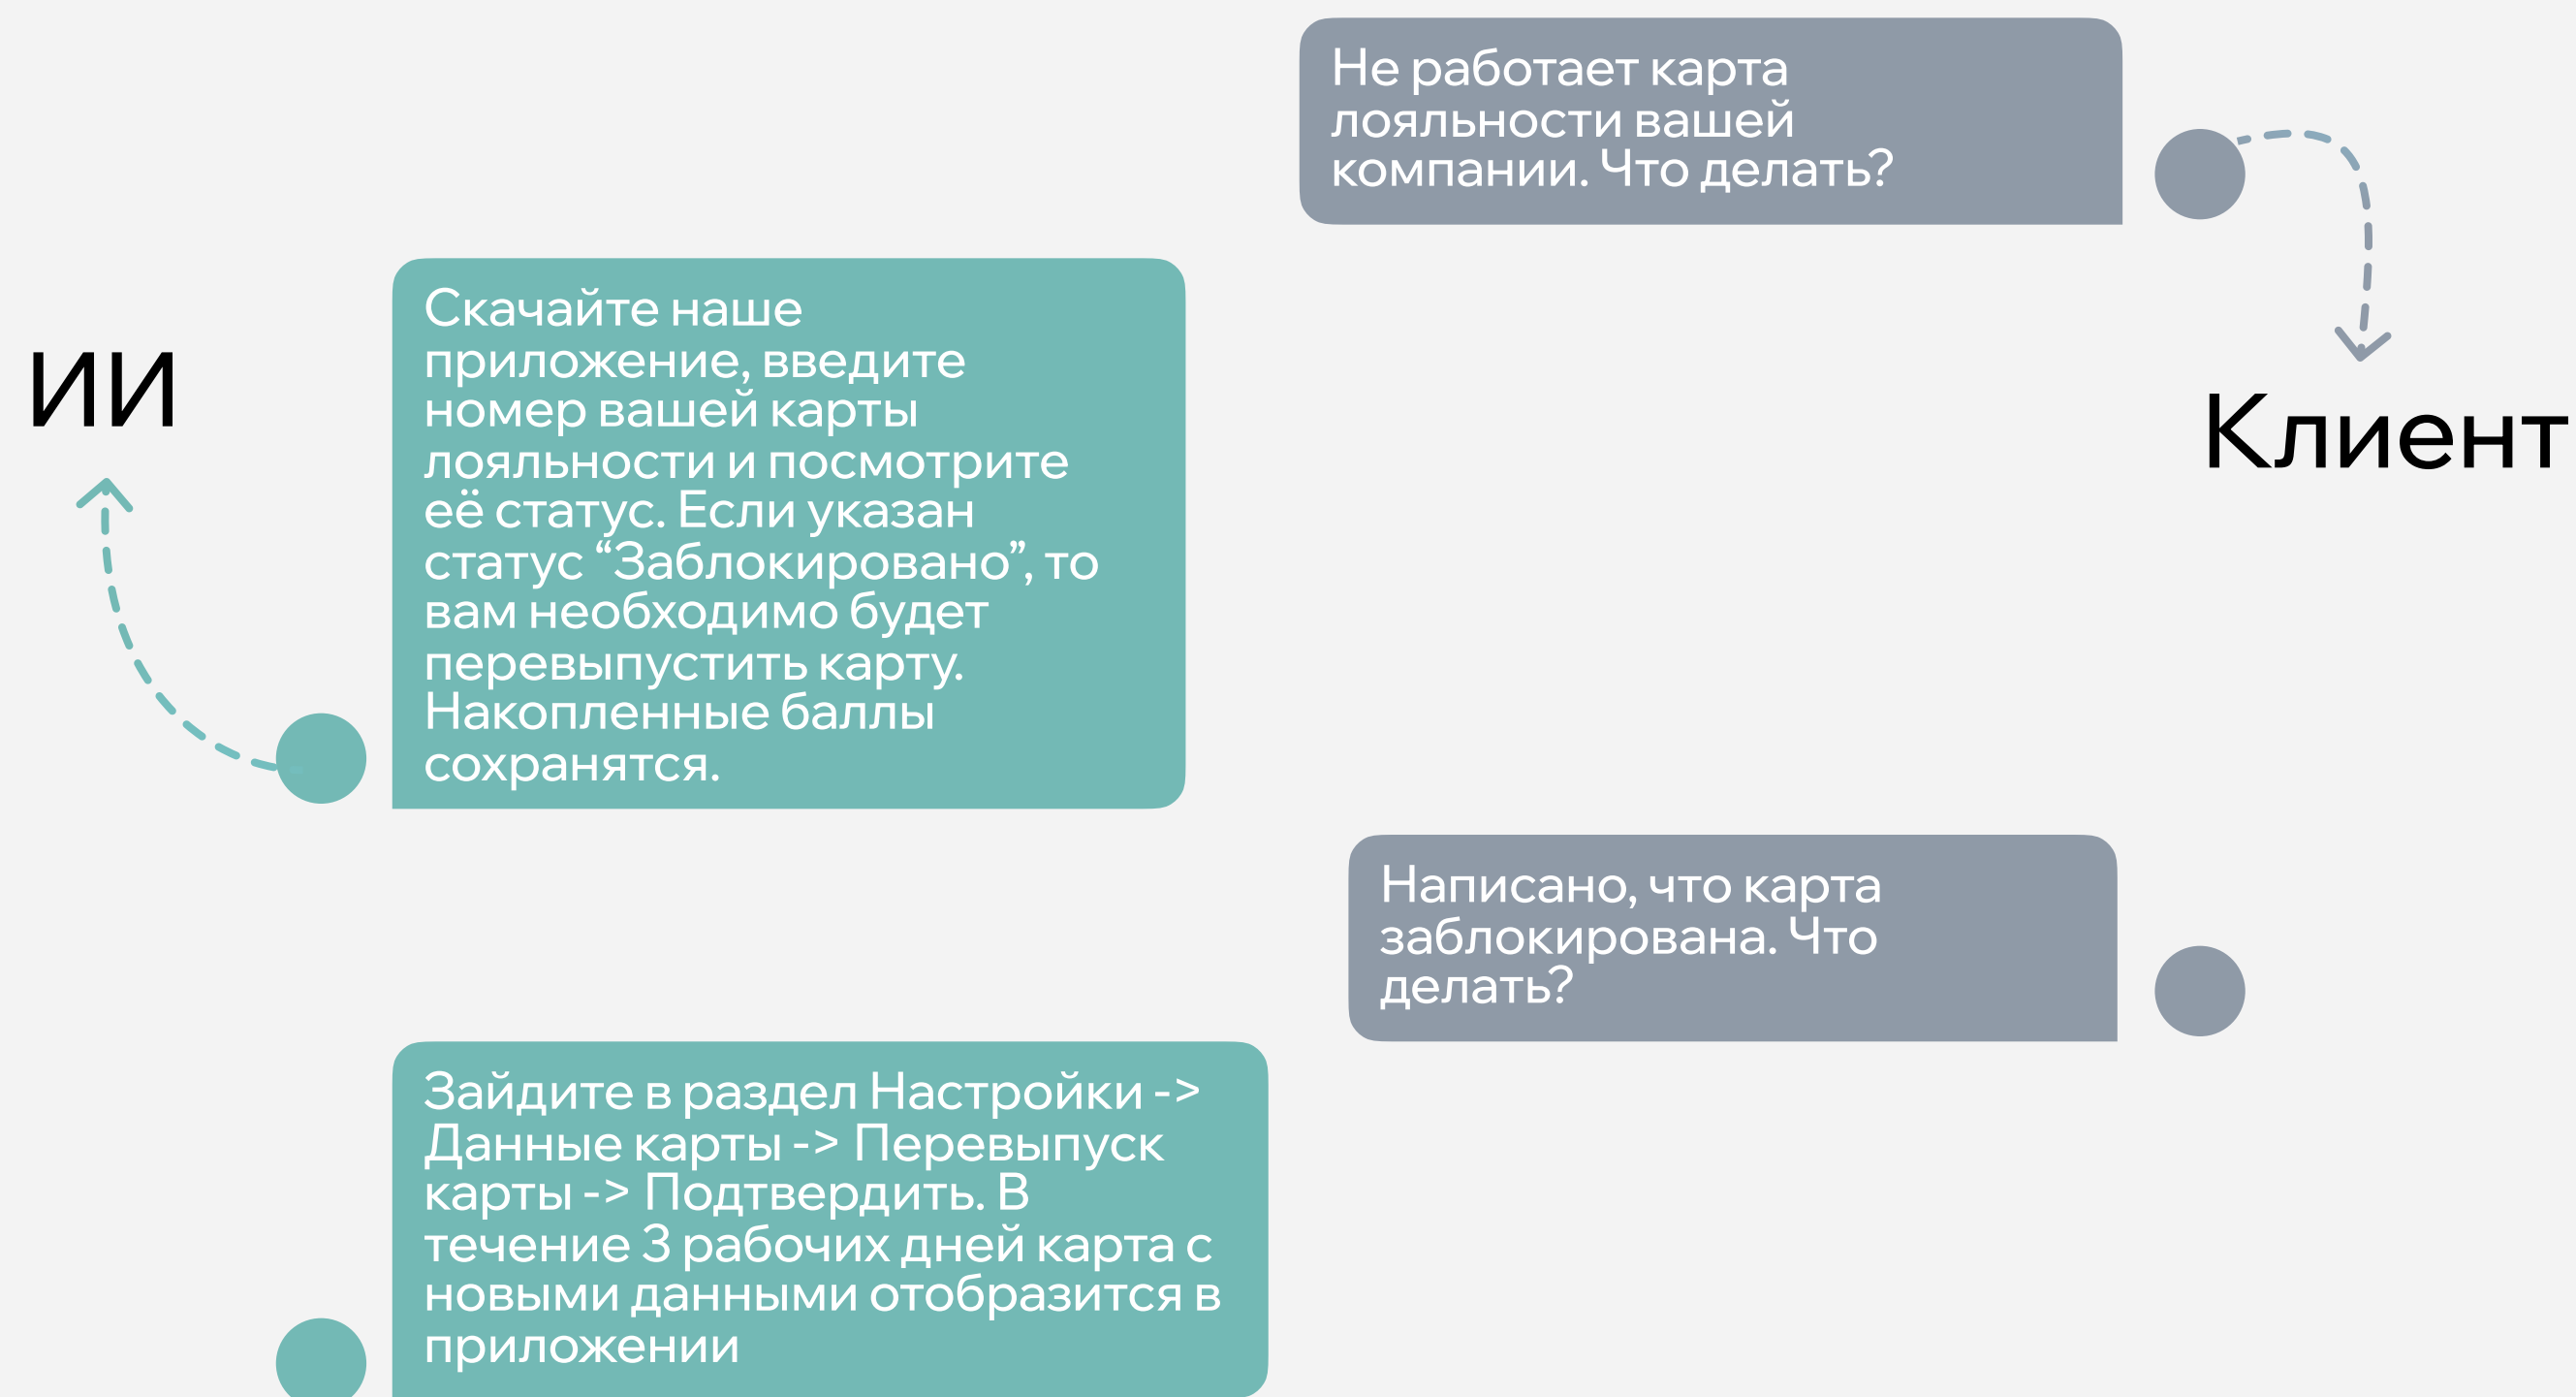 Не работает карта
лояльности вашей
компании. Что делать?
ИИ
Клиент
Скачайте наше
приложение, введите
номер вашей карты
лояльности и посмотрите
её статус. Если указан
статус “Заблокировано”, то
вам необходимо будет
перевыпустить карту.
Накопленные баллы
сохранятся.
Написано, что карта
заблокирована. Что
делать?
Зайдите в раздел Настройки ->
Данные карты -> Перевыпуск
карты -> Подтвердить. В
течение 3 рабочих дней карта с
новыми данными отобразится в
приложении